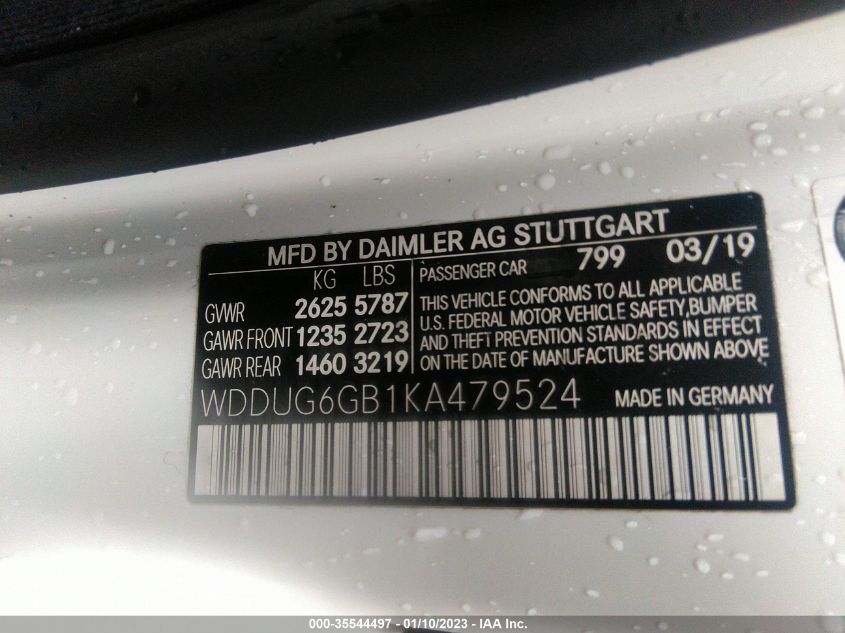 MFD BY DAIMLER AG STUTTGART
KG LBS
GVWR 2625 5787
GAWR FRONT 1235 2723
GAWR REAR 1460 3219
PASSENGER CAR 799 03/19
THIS VEHICLE CONFORMS TO ALL APPLICABLE
U.S. FEDERAL MOTOR VEHICLE SAFETY, BUMPER
AND THEFT PREVENTION STANDARDS IN EFFECT
ON THE DATE OF MANUFACTURE SHOWN ABOVE
WDDUG6GB1KA479524 MADE IN GERMANY
000-35544497 - 01/10/2023 - IAA Inc.